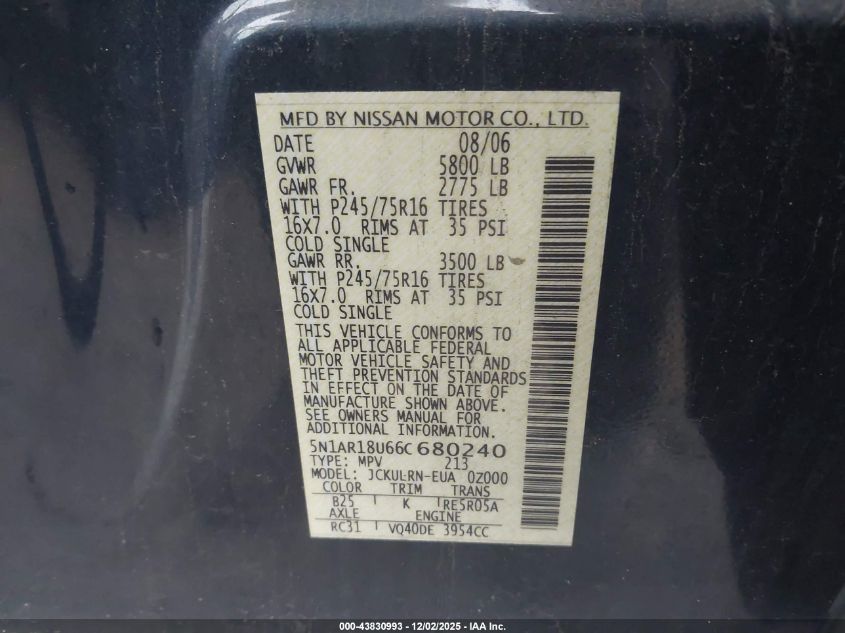 MFD BY NISSAN MOTOR CO., LTD.
DATE 08/06
GVWR 5800 LB
GAWR FR. 2775 LB
WITH P245/75R16 TIRES
16X7.0 RIMS AT 35 PSI
COLD SINGLE
GAWR RR. 3500 LB
WITH P245/75R16 TIRES
16X7.0 RIMS AT 35 PSI
COLD SINGLE
THIS VEHICLE CONFORMS TO
ALL APPLICABLE FEDERAL
MOTOR VEHICLE SAFETY AND
THEFT PREVENTION STANDARDS
IN EFFECT ON THE DATE OF
MANUFACTURE SHOWN ABOVE.
SEE OWNERS MANUAL FOR
ADDITIONAL INFORMATION.
5N1AR18U66C680240
TYPE: MPV 213
MODEL: JCKULRN-EUA 0Z000
COLOR TRIM TRANS
B25 K RE5R05A
AXLE ENGINE
RC31 VQ40DE 3954CC
000-43830993 - 12/02/2025 - IAA Inc.